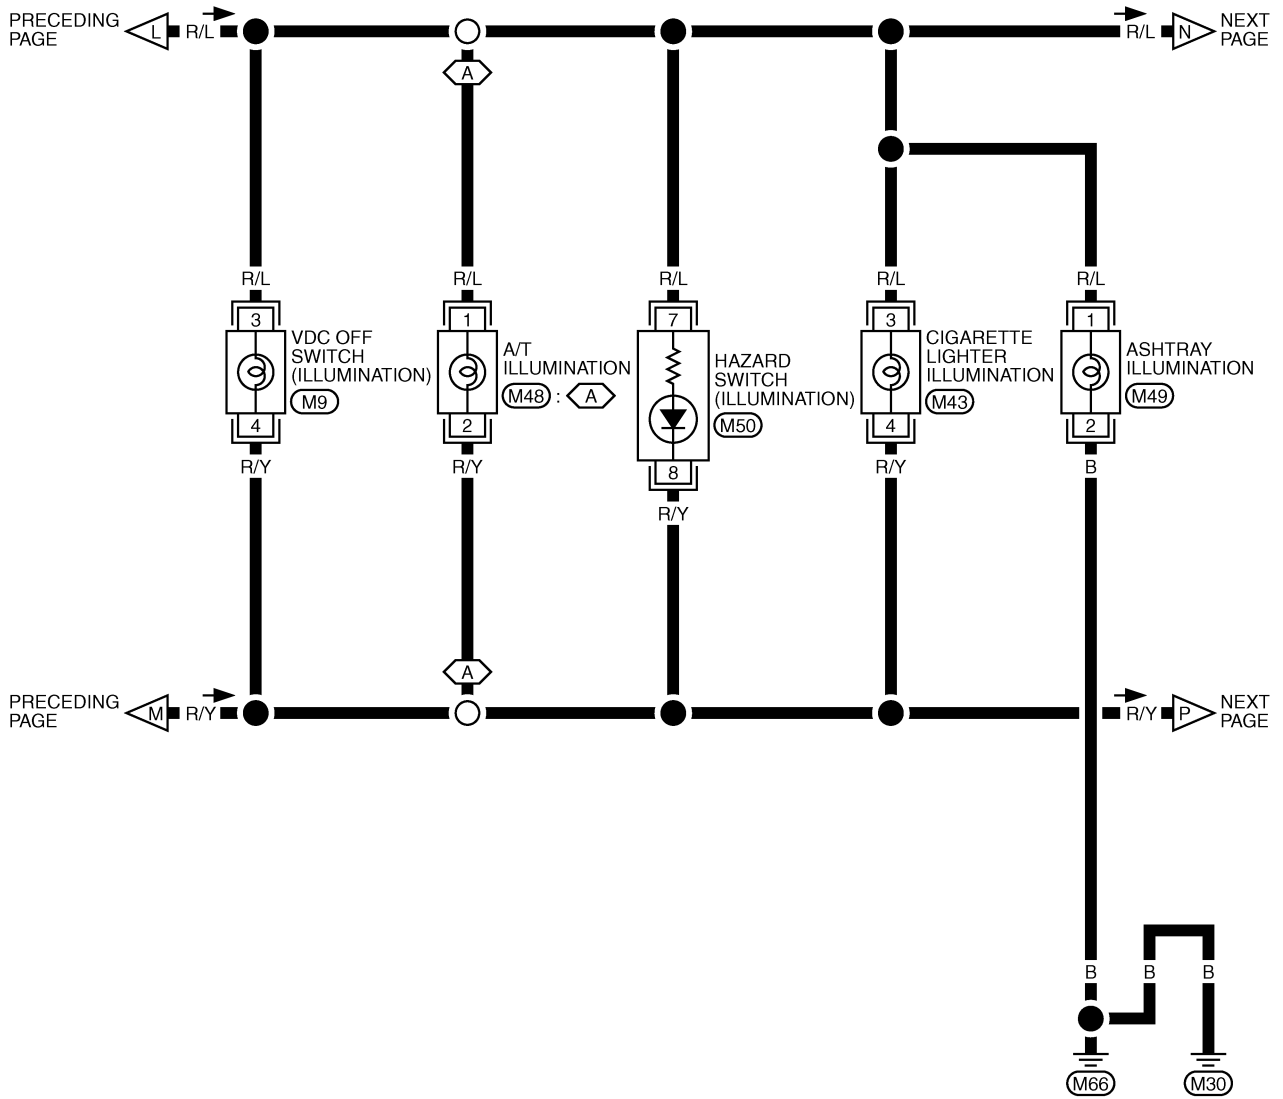 PRECEDING
PAGE
L
R/L
R/L
N
NEXT
PAGE
A
R/L
R/L
R/L
R/L
R/L
3
1
7
3
1
VDC OFF
SWITCH
(ILLUMINATION)
M9
A/T
ILLUMINATION
M48 : A
HAZARD
SWITCH
(ILLUMINATION)
M50
CIGARETTE
LIGHTER
ILLUMINATION
M43
ASHTRAY
ILLUMINATION
M49
4
2
8
4
2
R/Y
R/Y
R/Y
R/Y
B
A
PRECEDING
PAGE
M
R/Y
R/Y
P
NEXT
PAGE
B
B
B
M66
M30